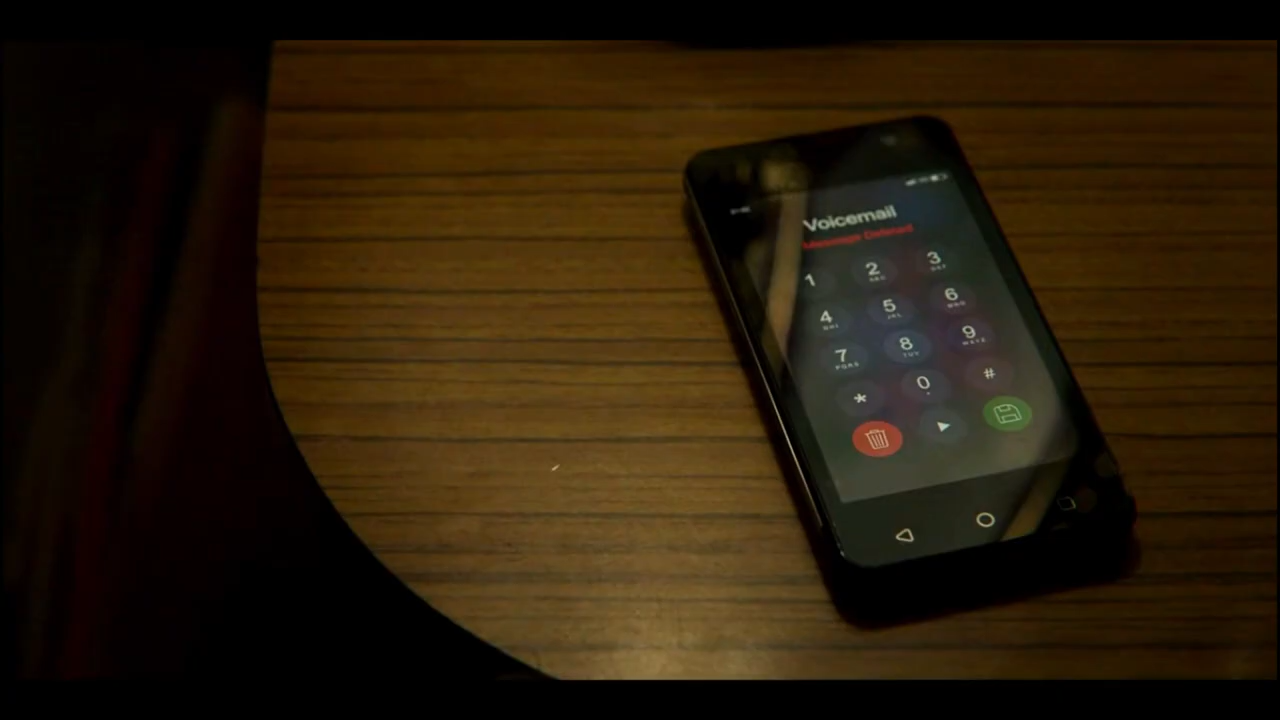 Voicemail
Message Deleted
1 2 3
ABC DEF
4 5 6
GHI JKL MNO
7 8 9
PQRS TUV WXYZ
* 0 #